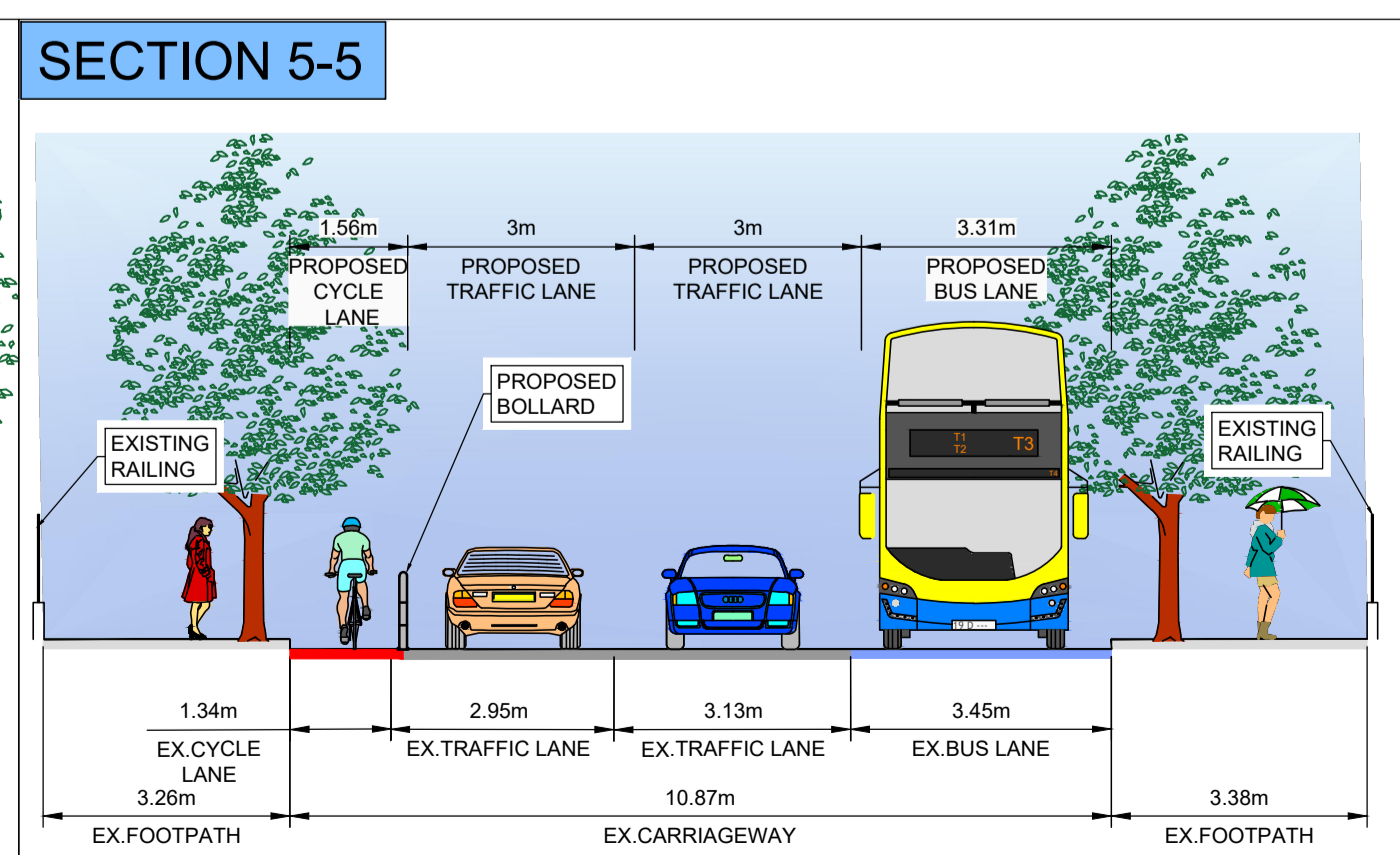 SECTION 5-5
1.56m
3m
3m
3.31m
PROPOSED
CYCLE
LANE
PROPOSED
TRAFFIC LANE
PROPOSED
TRAFFIC LANE
PROPOSED
BUS LANE
PROPOSED
BOLLARD
EXISTING
RAILING
EXISTING
RAILING
T1
T2
T3
T4
19 D ---
1.34m
2.95m
3.13m
3.45m
EX.CYCLE
LANE
EX.TRAFFIC LANE
EX.TRAFFIC LANE
EX.BUS LANE
3.26m
10.87m
3.38m
EX.FOOTPATH
EX.CARRIAGEWAY
EX.FOOTPATH